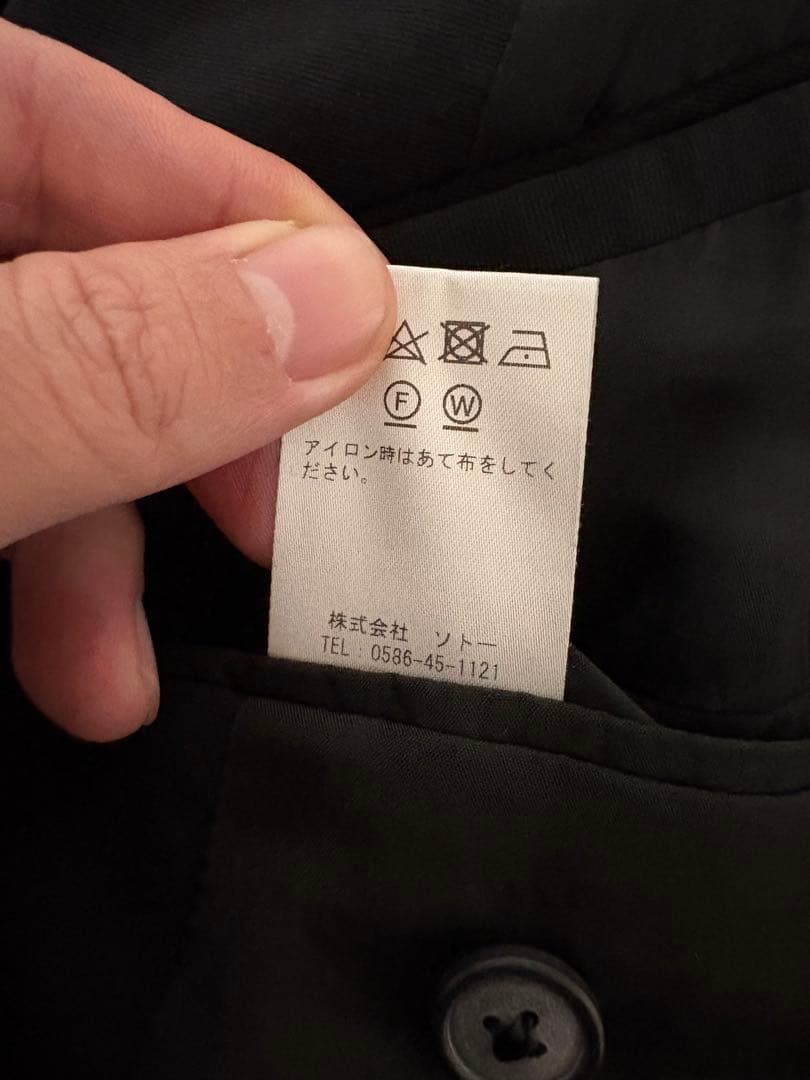 F W
アイロン時はあて布をしてく
ださい。
株式会社 ソトー
TEL:0586-45-1121